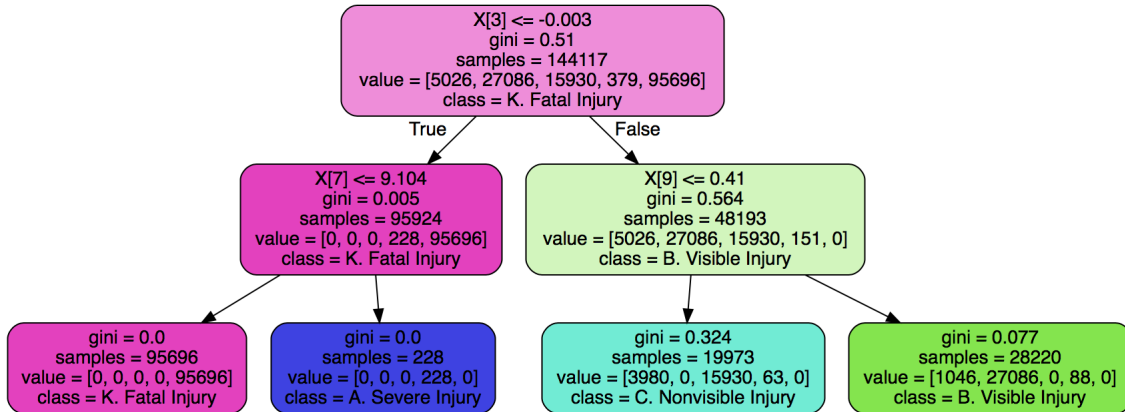 X[3] <= -0.003
gini = 0.51
samples = 144117
value = [5026, 27086, 15930, 379, 95696]
class = K. Fatal Injury
True
False
X[7] <= 9.104
gini = 0.005
samples = 95924
value = [0, 0, 0, 228, 95696]
class = K. Fatal Injury
X[9] <= 0.41
gini = 0.564
samples = 48193
value = [5026, 27086, 15930, 151, 0]
class = B. Visible Injury
gini = 0.0
samples = 95696
value = [0, 0, 0, 0, 95696]
class = K. Fatal Injury
gini = 0.0
samples = 228
value = [0, 0, 0, 228, 0]
class = A. Severe Injury
gini = 0.324
samples = 19973
value = [3980, 0, 15930, 63, 0]
class = C. Nonvisible Injury
gini = 0.077
samples = 28220
value = [1046, 27086, 0, 88, 0]
class = B. Visible Injury